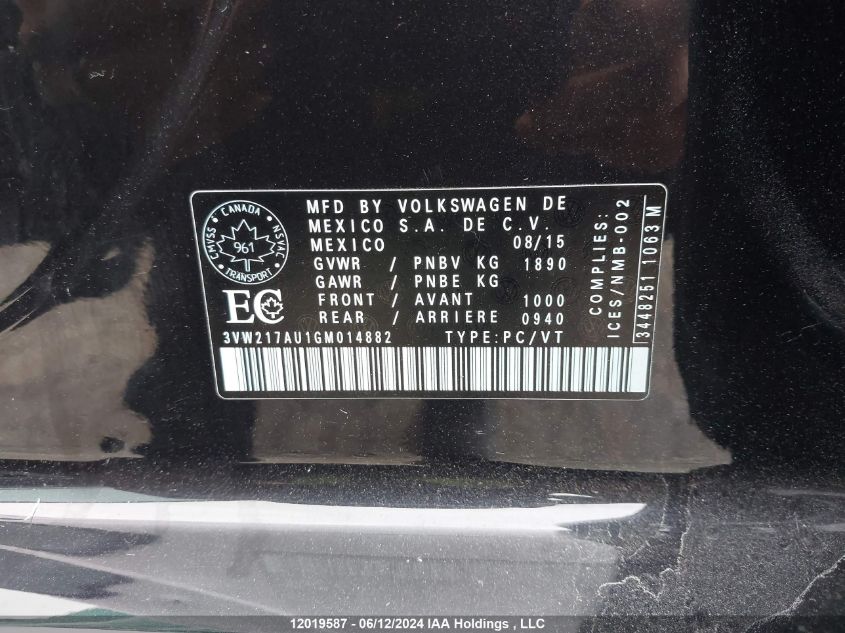 CANADA
CMVSS
NSVAC
961
TRANSPORT
EC
MFD BY VOLKSWAGEN DE
MEXICO S.A. DE C.V.
MEXICO 08/15
GVWR / PNBV KG 1890
GAWR / PNBE KG
FRONT / AVANT 1000
REAR / ARRIERE 0940
3VW217AU1GM014882 TYPE:PC/VT
COMPLIES:
ICES/NMB-002
3448251 1063 M
12019587 - 06/12/2024 IAA Holdings , LLC